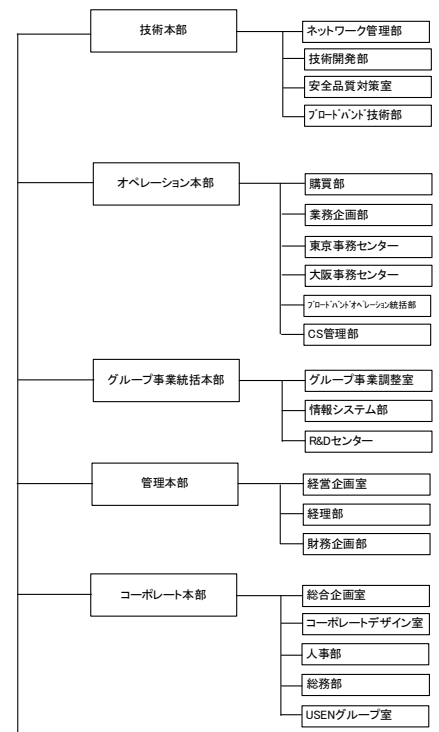 技術本部
ネットワーク管理部
技術開発部
安全品質対策室
ﾌﾞﾛｰﾄﾞﾊﾞﾝﾄﾞ技術部
オペレーション本部
購買部
業務企画部
東京事務センター
大阪事務センター
ﾌﾞﾛｰﾄﾞﾊﾞﾝﾄﾞｵﾍﾟﾚｰｼｮﾝ統括部
CS管理部
グループ事業統括本部
グループ事業調整室
情報システム部
R&Dセンター
管理本部
経営企画室
経理部
財務企画部
コーポレート本部
総合企画室
コーポレートデザイン室
人事部
総務部
USENグループ室